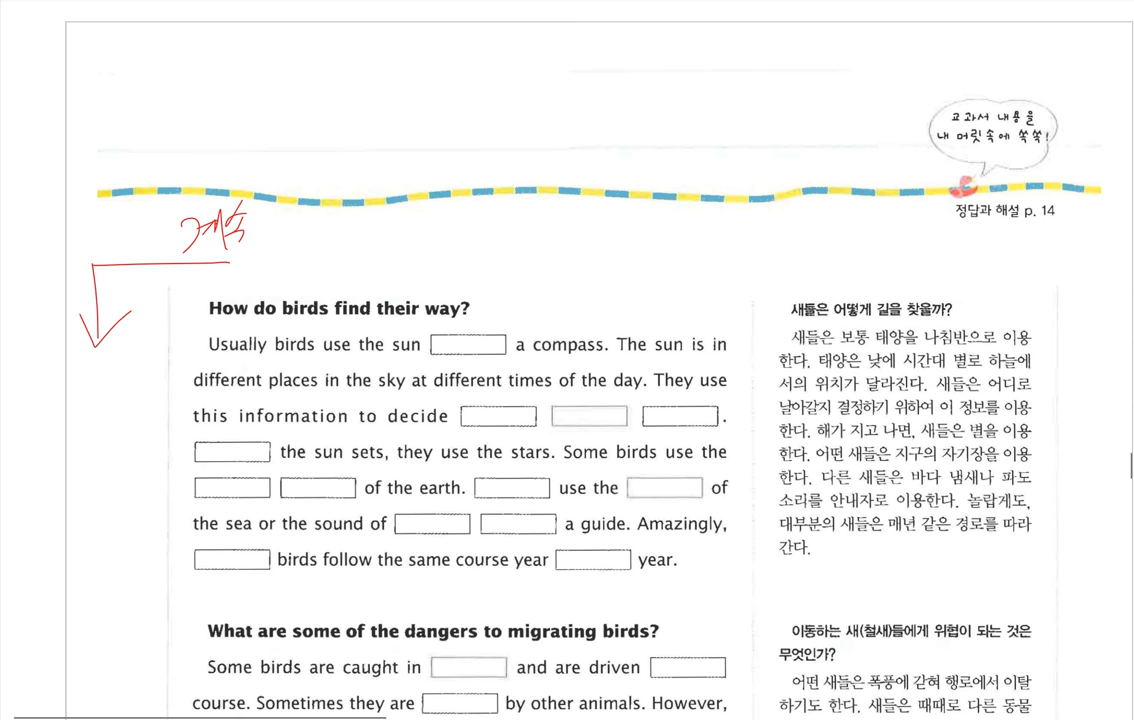 교과서 내용을
내 머릿속에 쏙쏙!
정답과 해설 p. 14
계속
How do birds find their way?
Usually birds use the sun a compass. The sun is in
different places in the sky at different times of the day. They use
this information to decide .
the sun sets, they use the stars. Some birds use the
of the earth. use the of
the sea or the sound of a guide. Amazingly,
birds follow the same course year year.
What are some of the dangers to migrating birds?
Some birds are caught in and are driven
course. Sometimes they are by other animals. However,
새들은 어떻게 길을 찾을까?
새들은 보통 태양을 나침반으로 이용
한다. 태양은 낮에 시간대 별로 하늘에
서의 위치가 달라진다. 새들은 어디로
날아갈지 결정하기 위하여 이 정보를 이용
한다. 해가 지고 나면, 새들은 별을 이용
한다. 어떤 새들은 지구의 자기장을 이용
한다. 다른 새들은 바다 냄새나 파도
소리를 안내자로 이용한다. 놀랍게도,
대부분의 새들은 매년 같은 경로를 따라
간다.
이동하는 새(철새)들에게 위협이 되는 것은
무엇인가?
어떤 새들은 폭풍에 갇혀 행로에서 이탈
하기도 한다. 새들은 때때로 다른 동물